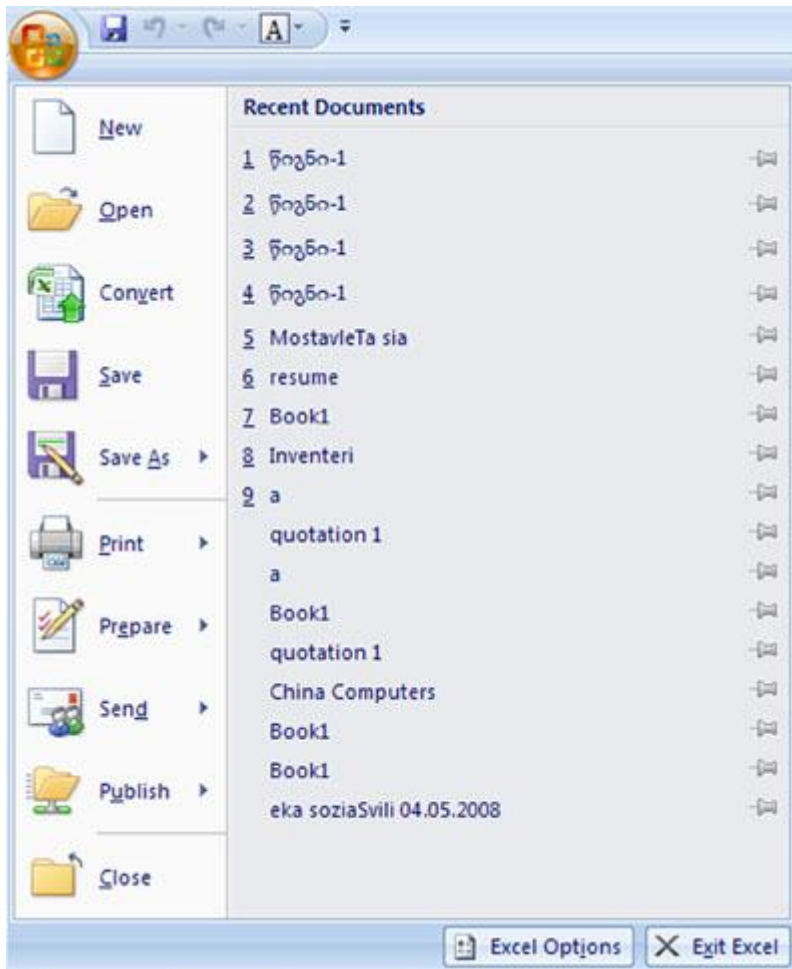 A
New
Open
Convert
Save
Save As
Print
Prepare
Send
Publish
Close
Recent Documents
1 წიგნი-1
2 წიგნი-1
3 წიგნი-1
4 წიგნი-1
5 MostavleTa sia
6 resume
7 Book1
8 Inventeri
9 a
quotation 1
a
Book1
quotation 1
China Computers
Book1
Book1
eka soziaSvili 04.05.2008
Excel Options
Exit Excel